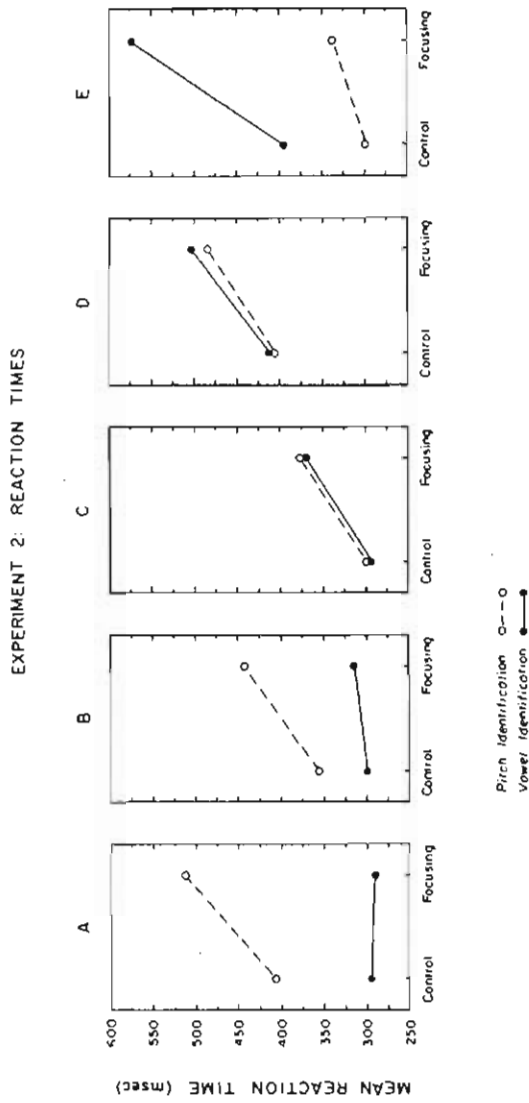 EXPERIMENT 2: REACTION TIMES
A
B
C
D
E
MEAN REACTION TIME (msec)
600
550
500
450
400
350
300
250
Control Focusing
Control Focusing
Control Focusing
Control Focusing
Control Focusing
Pitch Identification
Vowel Identification